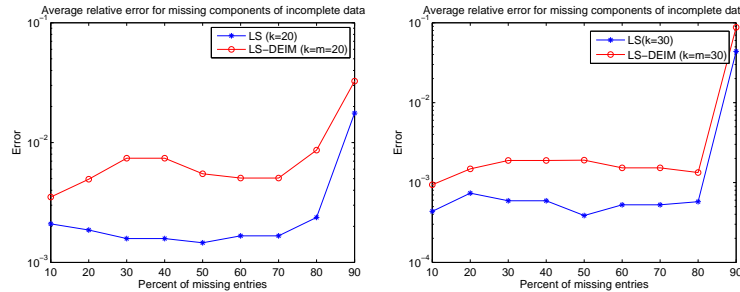 Average relative error for missing components of incomplete data
10^-1
10^-2
10^-3
Error
LS (k=20)
LS-DEIM (k=m=20)
10 20 30 40 50 60 70 80 90
Percent of missing entries
Average relative error for missing components of incomplete dat
10^-1
10^-2
10^-3
10^-4
Error
LS(k=30)
LS-DEIM (k=m=30)
10 20 30 40 50 60 70 80 90
Percent of missing entries